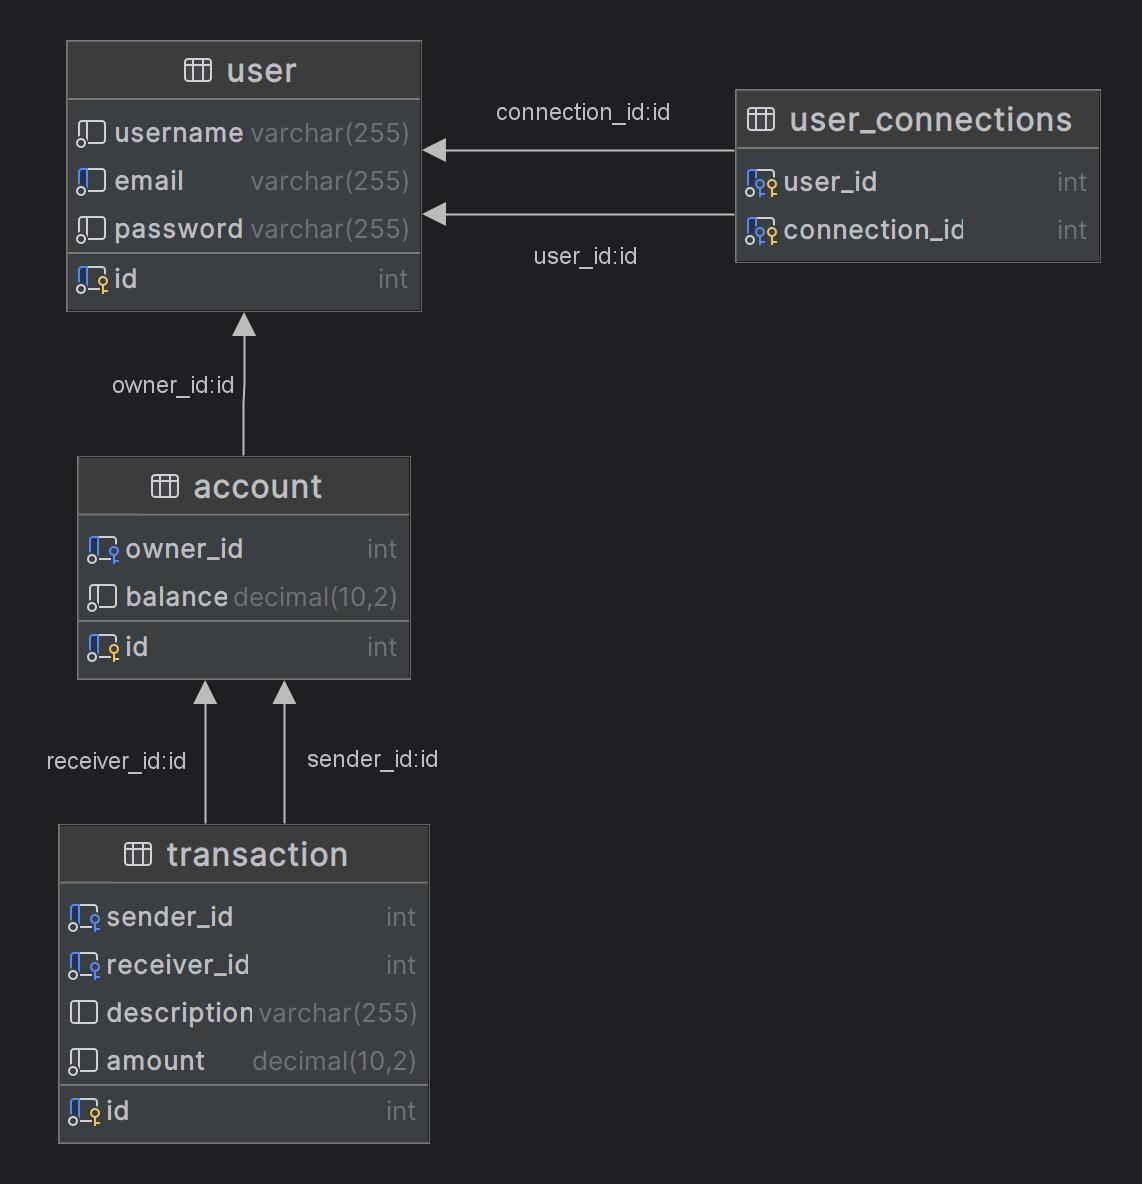 user
username varchar(255)
email varchar(255)
password varchar(255)
id int
connection_id:id
user_id:id
user_connections
user_id int
connection_id int
owner_id:id
account
owner_id int
balance decimal(10,2)
id int
receiver_id:id
sender_id:id
transaction
sender_id int
receiver_id int
description varchar(255)
amount decimal(10,2)
id int